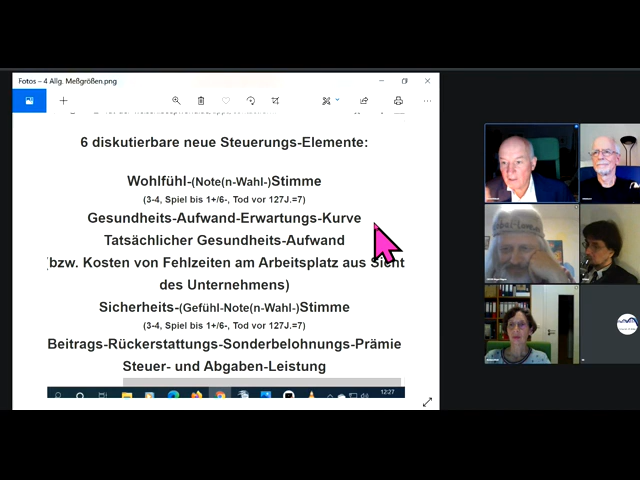 Fotos – 4 Allg. Meßgrößen.png
6 diskutierbare neue Steuerungs-Elemente:
Wohlfühl-(Note(n-Wahl-)Stimme
(3-4, Spiel bis 1+/6-, Tod vor 127J.=7)
Gesundheits-Aufwand-Erwartungs-Kurve
Tatsächlicher Gesundheits-Aufwand
(bzw. Kosten von Fehlzeiten am Arbeitsplatz aus Sicht
des Unternehmens)
Sicherheits-(Gefühl-Note(n-Wahl-)Stimme
(3-4, Spiel bis 1+/6-, Tod vor 127J.=7)
Beitrags-Rückerstattungs-Sonderbelohnungs-Prämie
Steuer- und Abgaben-Leistung
12:27